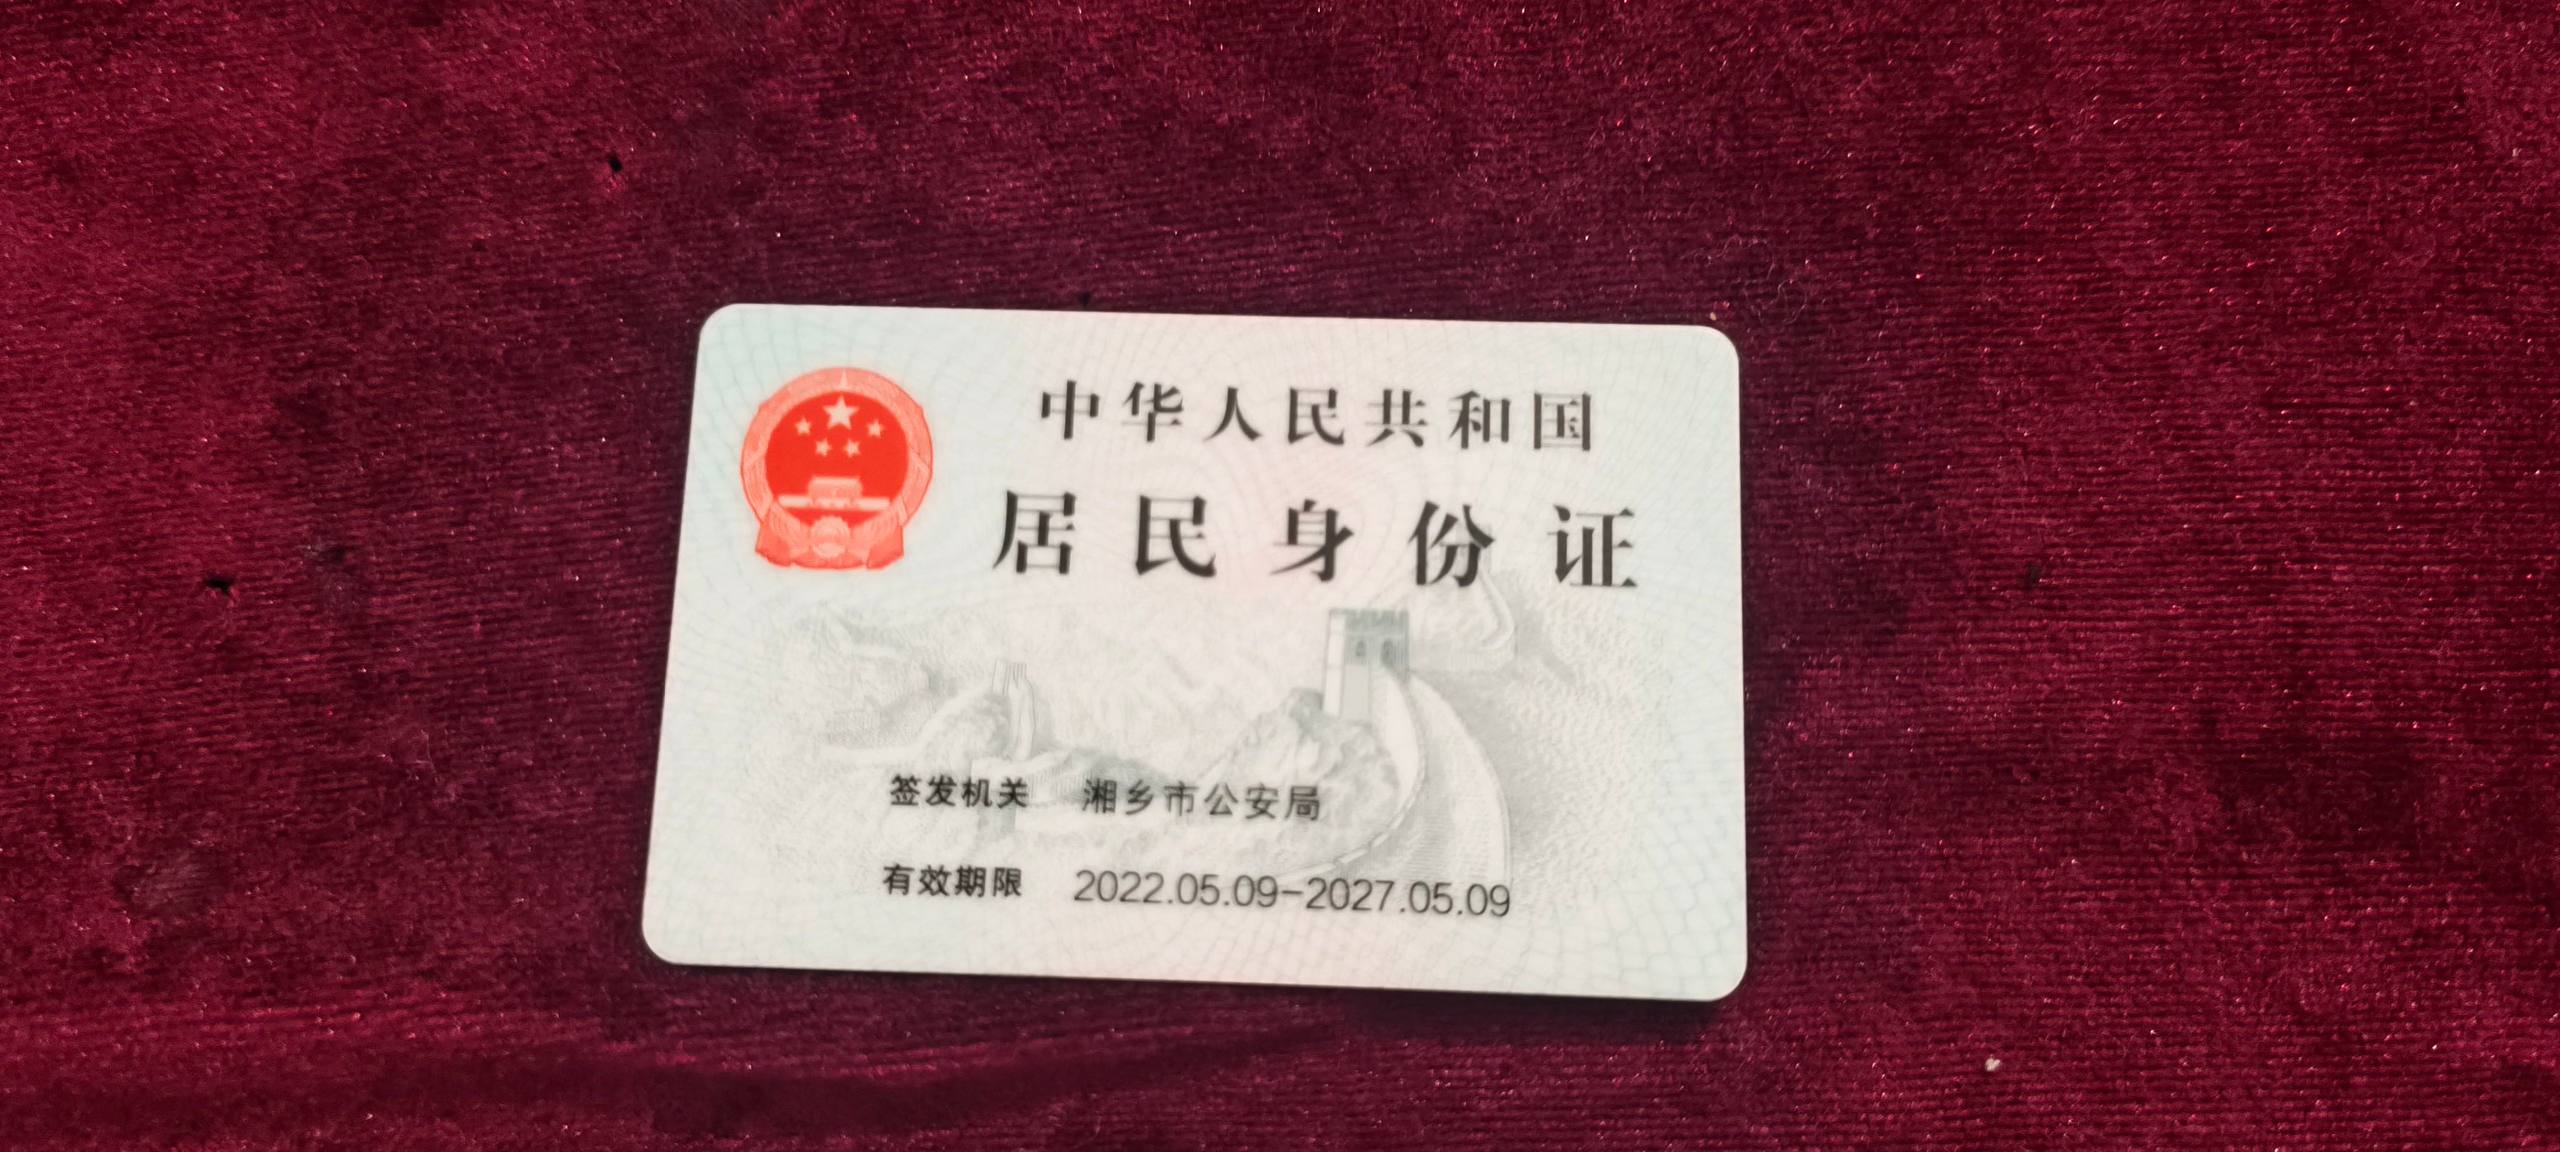 中华人民共和国
居民身份证
签发机关 湘乡市公安局
有效期限 2022.05.09-2027.05.09